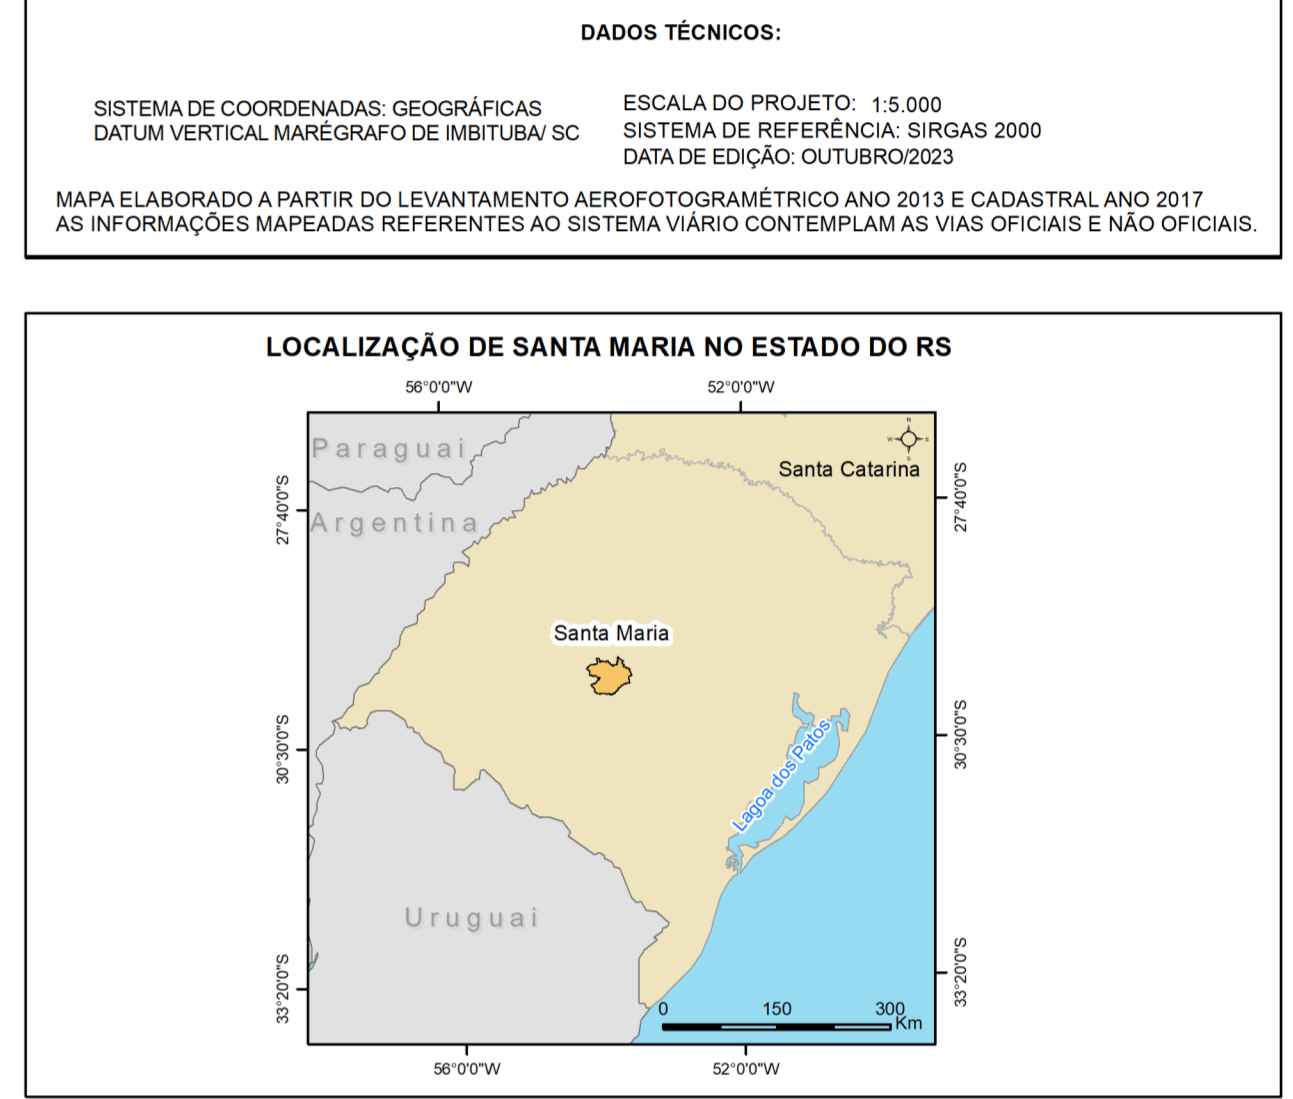 DADOS TÉCNICOS:
SISTEMA DE COORDENADAS: GEOGRÁFICAS
DATUM VERTICAL MARÉGRAFO DE IMBITUBA/ SC
ESCALA DO PROJETO: 1:5.000
SISTEMA DE REFERÊNCIA: SIRGAS 2000
DATA DE EDIÇÃO: OUTUBRO/2023
MAPA ELABORADO A PARTIR DO LEVANTAMENTO AEROFOTOGRAMÉTRICO ANO 2013 E CADASTRAL ANO 2017
AS INFORMAÇÕES MAPEADAS REFERENTES AO SISTEMA VIÁRIO CONTEMPLAM AS VIAS OFICIAIS E NÃO OFICIAIS.
LOCALIZAÇÃO DE SANTA MARIA NO ESTADO DO RS
56°0'0"W
52°0'0"W
N
W
E
S
Paraguai
Santa Catarina
27°40'0"S
27°40'0"S
Argentina
Santa Maria
30°30'0"S
30°30'0"S
Lagoa dos Patos
Uruguai
33°20'0"S
33°20'0"S
0
150
300
Km
56°0'0"W
52°0'0"W